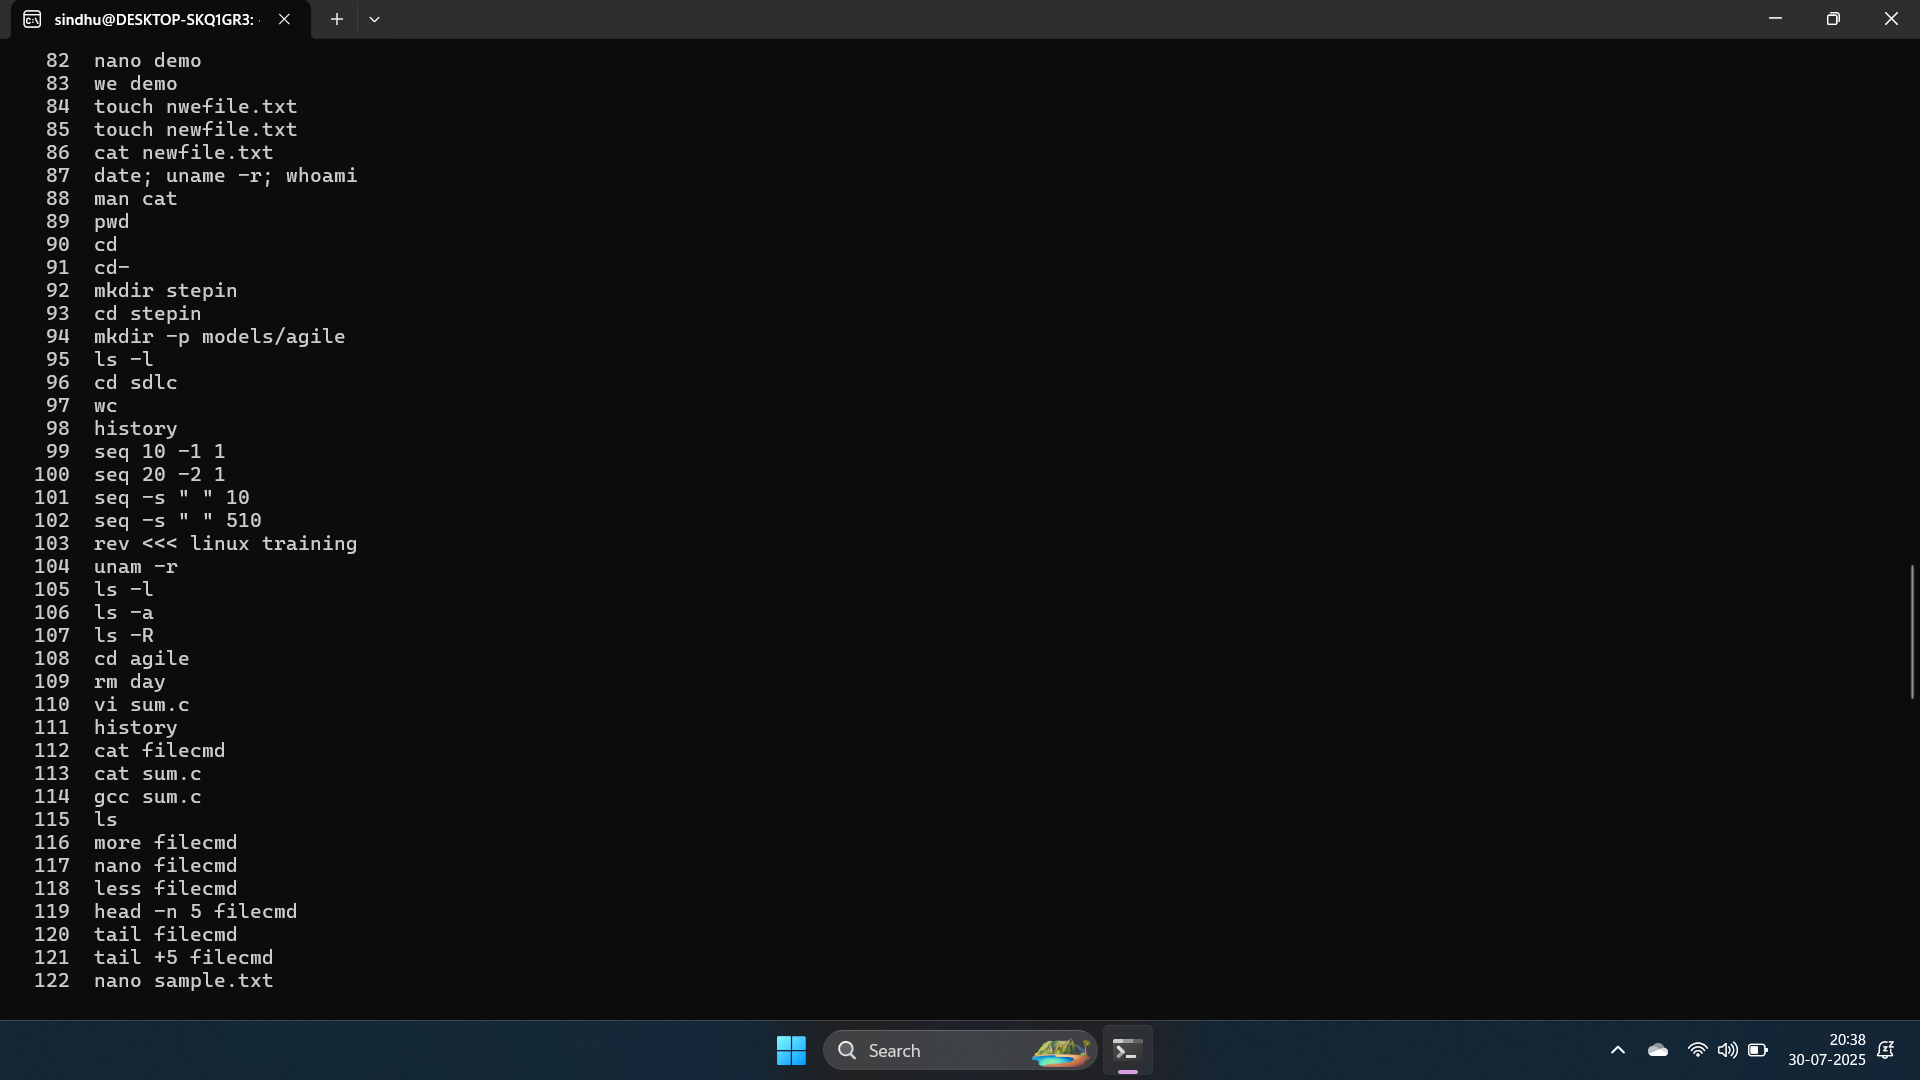 sindhu@DESKTOP-SKQ1GR3:
82 nano demo
83 we demo
84 touch nwefile.txt
85 touch newfile.txt
86 cat newfile.txt
87 date; uname -r; whoami
88 man cat
89 pwd
90 cd
91 cd-
92 mkdir stepin
93 cd stepin
94 mkdir -p models/agile
95 ls -l
96 cd sdlc
97 wc
98 history
99 seq 10 -1 1
100 seq 20 -2 1
101 seq -s " " 10
102 seq -s " " 510
103 rev <<< linux training
104 unam -r
105 ls -l
106 ls -a
107 ls -R
108 cd agile
109 rm day
110 vi sum.c
111 history
112 cat filecmd
113 cat sum.c
114 gcc sum.c
115 ls
116 more filecmd
117 nano filecmd
118 less filecmd
119 head -n 5 filecmd
120 tail filecmd
121 tail +5 filecmd
122 nano sample.txt
Search
20:38
30-07-2025